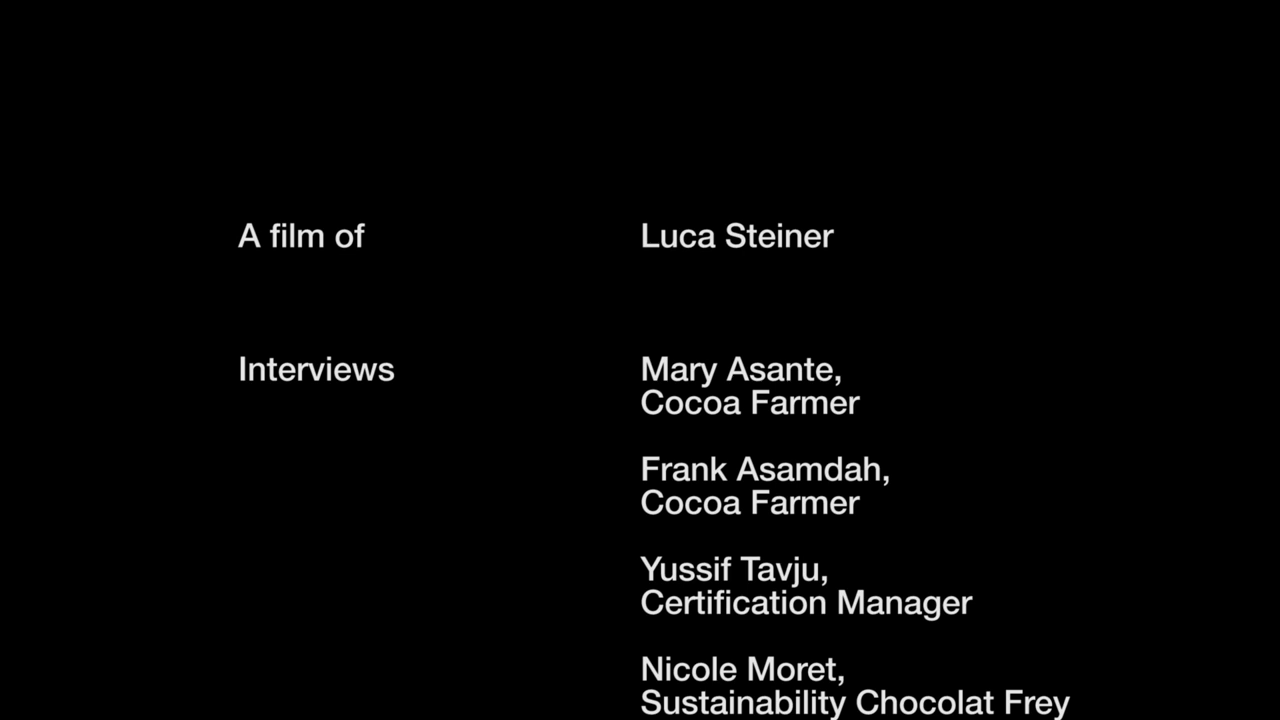 A film of Luca Steiner
Interviews Mary Asante,
Cocoa Farmer
Frank Asamdah,
Cocoa Farmer
Yussif Tavju,
Certification Manager
Nicole Moret,
Sustainability Chocolat Frey